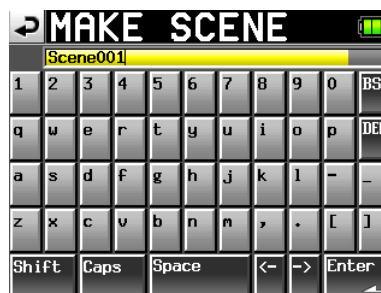 MAKE SCENE
Scene001
1 2 3 4 5 6 7 8 9 0 BS
q w e r t y u i o p DEL
a s d f g h j k l - _
z x c v b n m , . [ ]
Shift Caps Space <- -> Enter